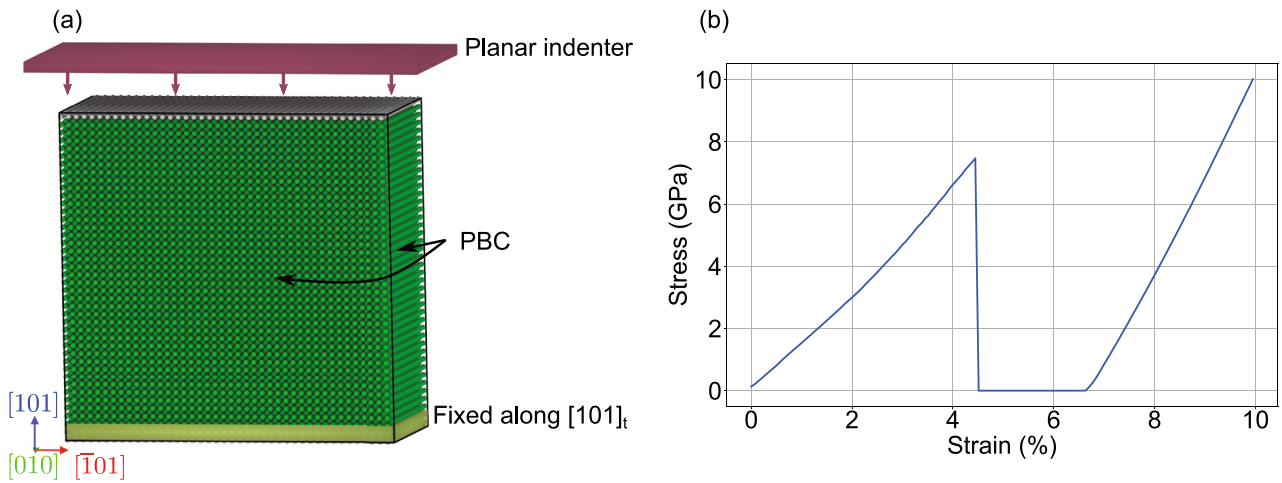 (a)
Planar indenter
PBC
Fixed along [101]t
[101]
[010] [1̅01]
(b)
Stress (GPa)
10
8
6
4
2
0
0 2 4 6 8 10
Strain (%)